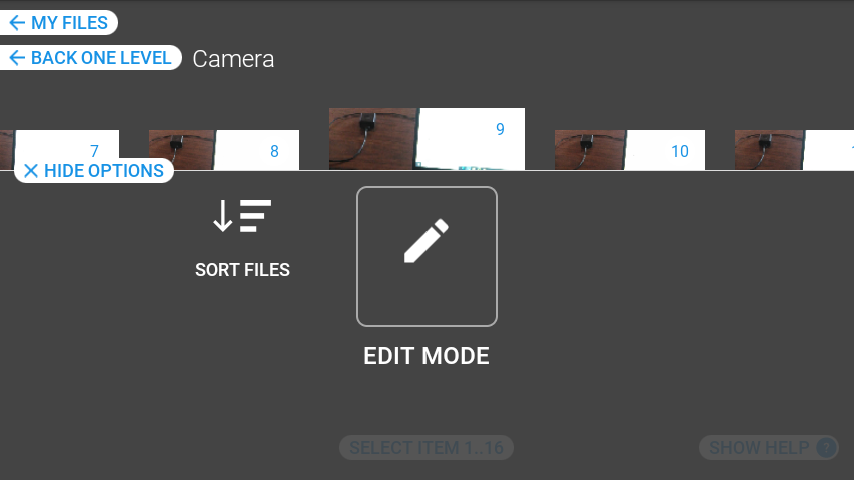 MY FILES
BACK ONE LEVEL
Camera
7
8
9
10
HIDE OPTIONS
SORT FILES
EDIT MODE
SELECT ITEM 1..16
SHOW HELP ?